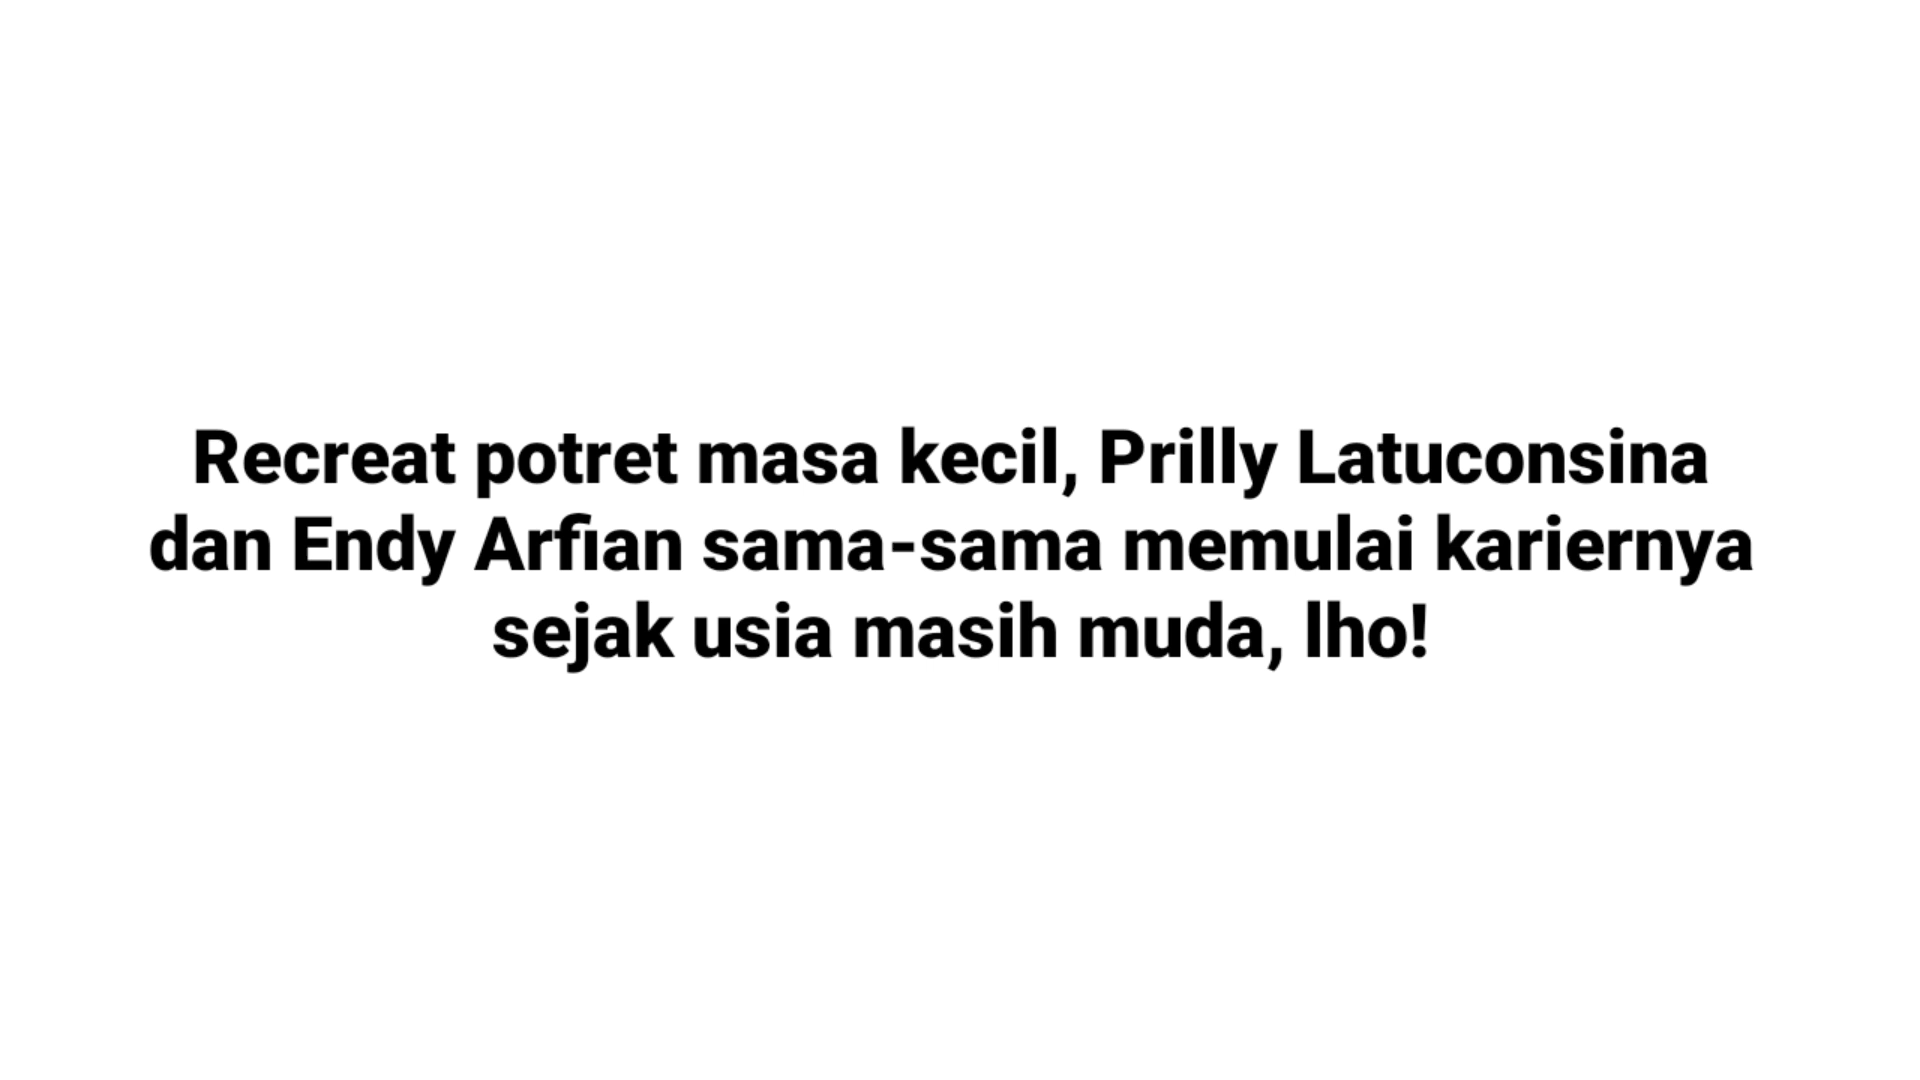 Recreat potret masa kecil, Prilly Latuconsina
dan Endy Arfian sama-sama memulai kariernya
sejak usia masih muda, lho!